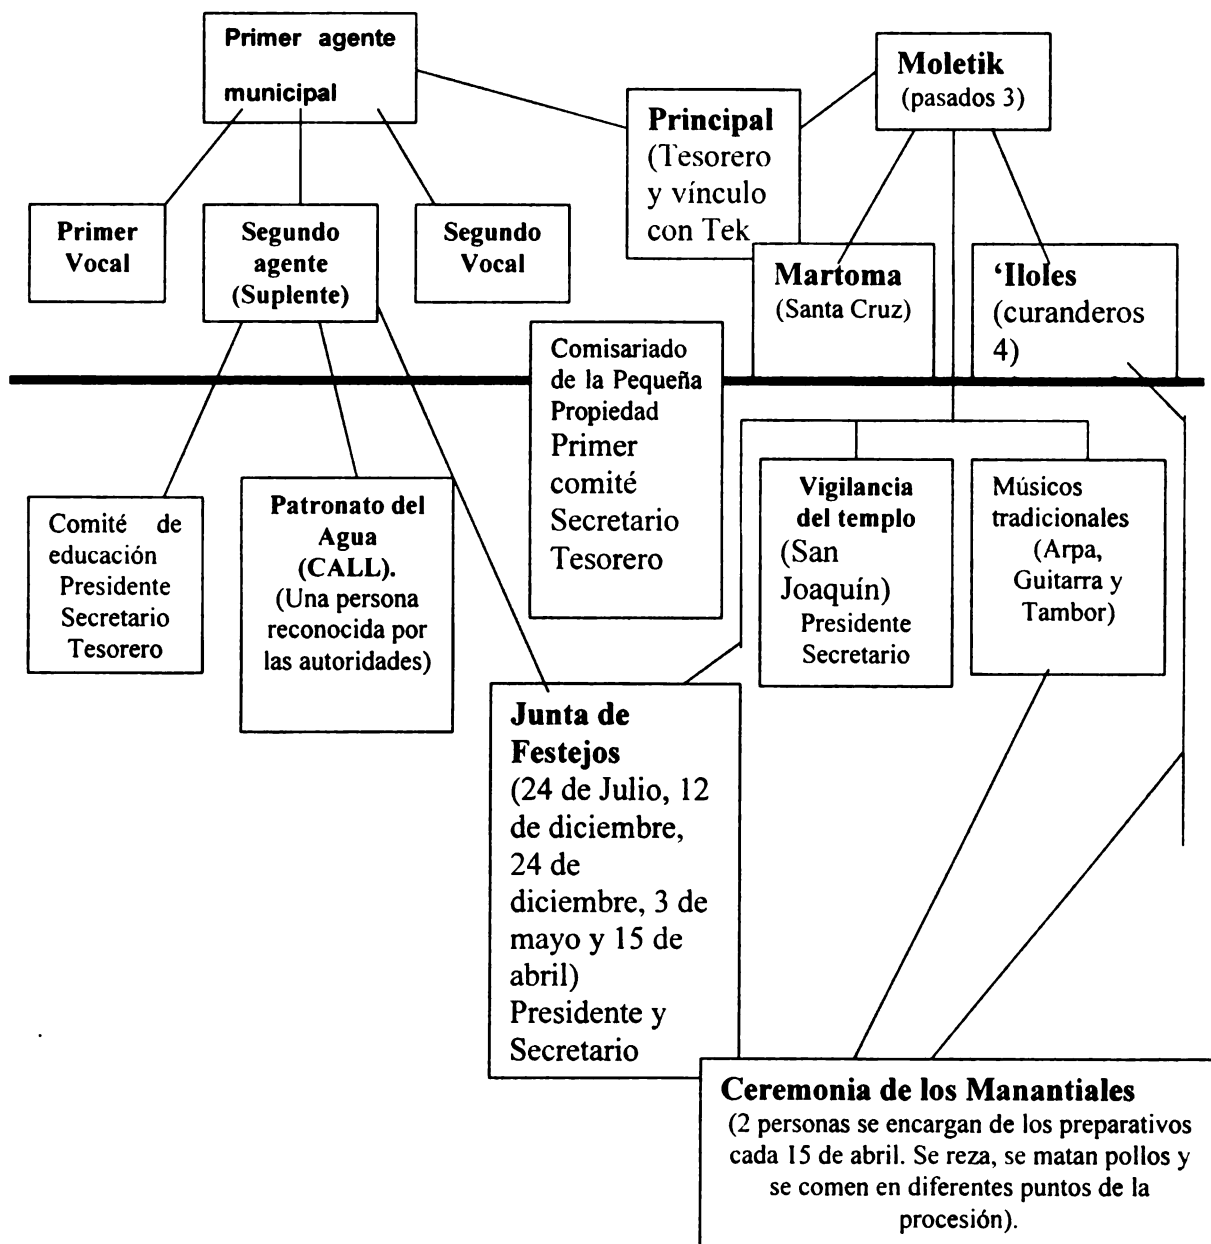 Primer agente
municipal
Moletik
(pasados 3)
Principal
(Tesorero
y vínculo
con Tek
Primer
Vocal
Segundo
agente
(Suplente)
Segundo
Vocal
Martoma
(Santa Cruz)
‘Iloles
(curanderos
4)
Comisariado
de la Pequeña
Propiedad
Primer
comité
Secretario
Tesorero
Comité de
educación
Presidente
Secretario
Tesorero
Patronato del
Agua
(CALL).
(Una persona
reconocida por
las autoridades)
Vigilancia
del templo
(San
Joaquín)
Presidente
Secretario
Músicos
tradicionales
(Arpa,
Guitarra y
Tambor)
Junta de
Festejos
(24 de Julio, 12
de diciembre,
24 de
diciembre, 3 de
mayo y 15 de
abril)
Presidente y
Secretario
Ceremonia de los Manantiales
(2 personas se encargan de los preparativos
cada 15 de abril. Se reza, se matan pollos y
se comen en diferentes puntos de la
procesión).